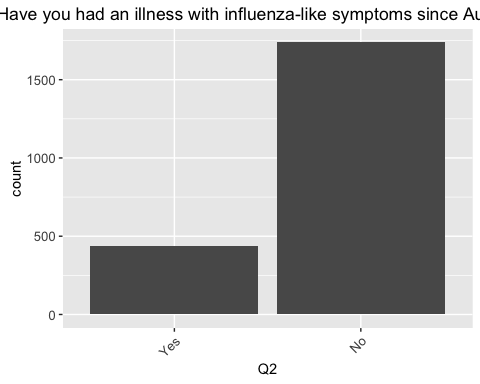 Have you had an illness with influenza-like symptoms since Au
1500
1000
500
0
count
Yes
No
Q2